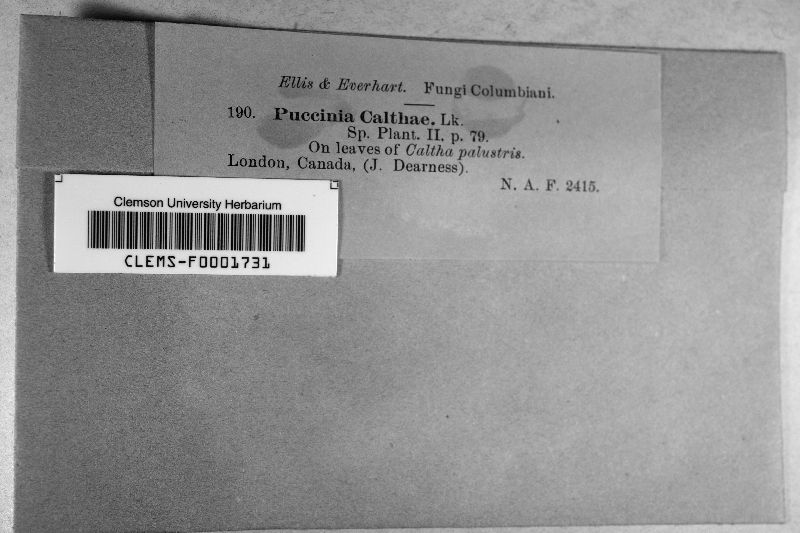 Ellis & Everhart. Fungi Columbiani.
190. Puccinia Calthae. Lk.
Sp. Plant. II, p. 79.
On leaves of Caltha palustris.
London, Canada, (J. Dearness).
N. A. F. 2415.
Clemson University Herbarium
CLEMS-F0001731